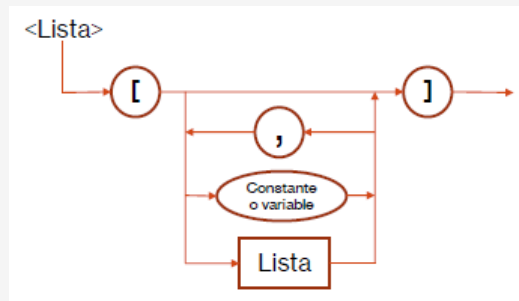 <Lista>
[
]
,
Constante
o variable
Lista